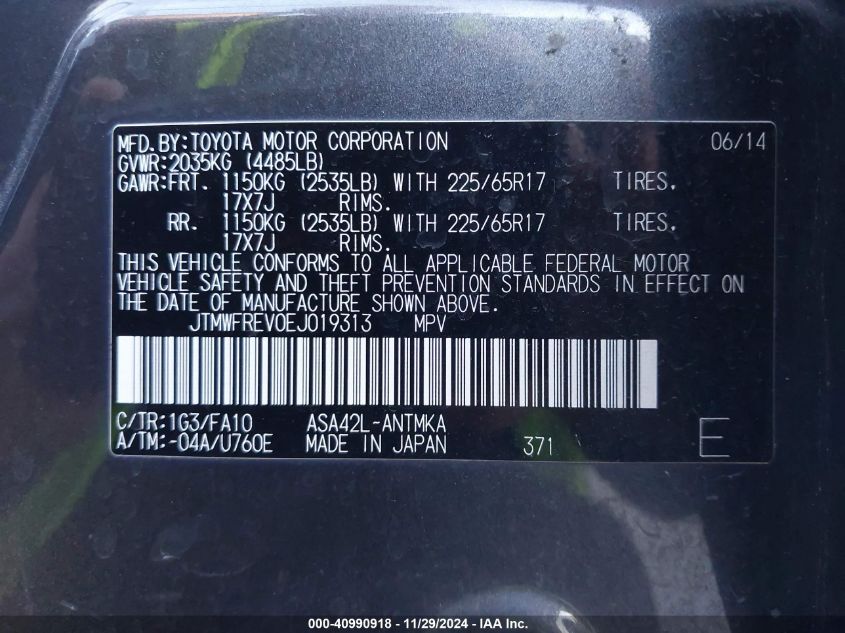 MFD.BY:TOYOTA MOTOR CORPORATION 06/14
GVWR:2035KG (4485LB)
GAWR:FRT. 1150KG (2535LB) WITH 225/65R17 TIRES.
17X7J RIMS.
RR. 1150KG (2535LB) WITH 225/65R17 TIRES.
17X7J RIMS.
THIS VEHICLE CONFORMS TO ALL APPLICABLE FEDERAL MOTOR
VEHICLE SAFETY AND THEFT PREVENTION STANDARDS IN EFFECT ON
THE DATE OF MANUFACTURE SHOWN ABOVE.
JTMWFREV0EJ019313 MPV
C/TR:1G3/FA10 ASA42L-ANTMKA
A/TM:-04A/U760E MADE IN JAPAN 371 E
000-40990918 - 11/29/2024 - IAA Inc.